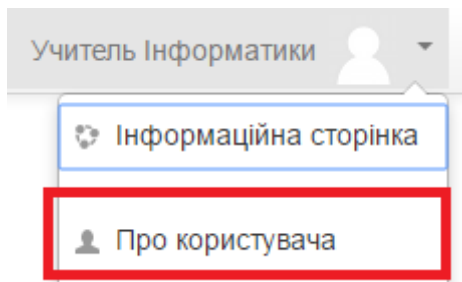 Учитель Інформатики
Інформаційна сторінка
Про користувача